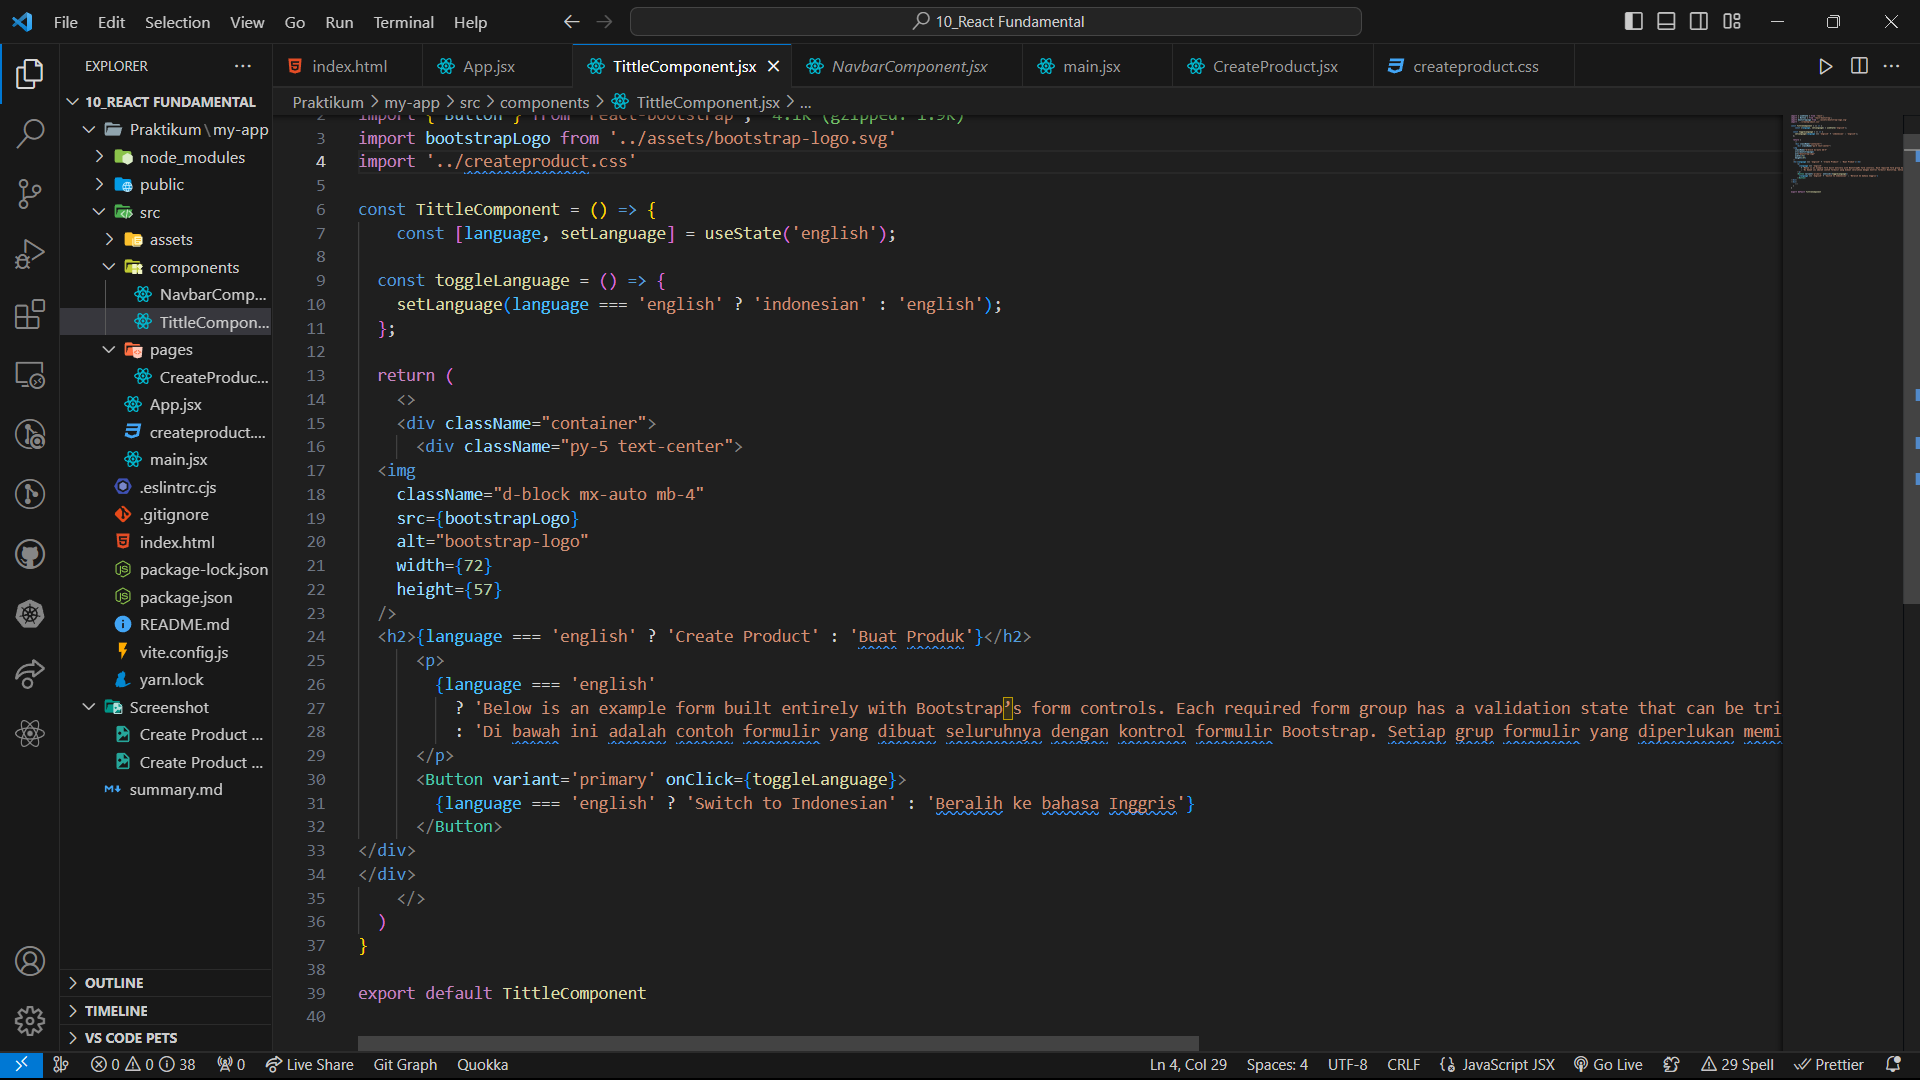 File Edit Selection View Go Run Terminal Help
10_React Fundamental
EXPLORER
index.html
App.jsx
TittleComponent.jsx
NavbarComponent.jsx
main.jsx
CreateProduct.jsx
createproduct.css
Praktikum > my-app > src > components > TittleComponent.jsx > ...
10_REACT FUNDAMENTAL
Praktikum\my-app
node_modules
public
src
assets
components
NavbarComp...
TittleCompon...
pages
CreateProduc...
App.jsx
createproduct....
main.jsx
.eslintrc.cjs
.gitignore
index.html
package-lock.json
package.json
README.md
vite.config.js
yarn.lock
Screenshot
Create Product ...
Create Product ...
summary.md
OUTLINE
TIMELINE
VS CODE PETS
2 import { Button } from 'react-bootstrap'; 4.1k (gzipped: 1.9k)
3 import bootstrapLogo from '../assets/bootstrap-logo.svg'
4 import '../createproduct.css'
5
6 const TittleComponent = () => {
7 const [language, setLanguage] = useState('english');
8
9 const toggleLanguage = () => {
10 setLanguage(language === 'english' ? 'indonesian' : 'english');
11 };
12
13 return (
14 <>
15 <div className="container">
16 <div className="py-5 text-center">
17 <img
18 className="d-block mx-auto mb-4"
19 src={bootstrapLogo}
20 alt="bootstrap-logo"
21 width={72}
22 height={57}
23 />
24 <h2>{language === 'english' ? 'Create Product' : 'Buat Produk'}</h2>
25 <p>
26 {language === 'english'
27 ? 'Below is an example form built entirely with Bootstrap’s form controls. Each required form group has a validation state that can be tri
28 : 'Di bawah ini adalah contoh formulir yang dibuat seluruhnya dengan kontrol formulir Bootstrap. Setiap grup formulir yang diperlukan memi
29 </p>
30 <Button variant='primary' onClick={toggleLanguage}>
31 {language === 'english' ? 'Switch to Indonesian' : 'Beralih ke bahasa Inggris'}
32 </Button>
33 </div>
34 </div>
35 </>
36 )
37 }
38
39 export default TittleComponent
40
0 0 38 0 Live Share Git Graph Quokka Ln 4, Col 29 Spaces: 4 UTF-8 CRLF {} JavaScript JSX Go Live 29 Spell Prettier